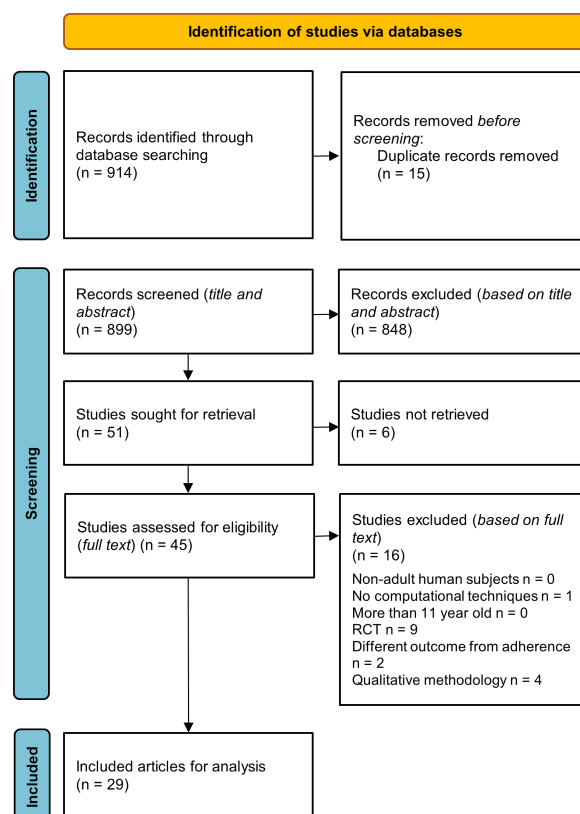 Identification of studies via databases
Identification
Records identified through
database searching
(n = 914)
Records removed before
screening:
Duplicate records removed
(n = 15)
Screening
Records screened (title and
abstract)
(n = 899)
Records excluded (based on title
and abstract)
(n = 848)
Studies sought for retrieval
(n = 51)
Studies not retrieved
(n = 6)
Studies assessed for eligibility
(full text) (n = 45)
Studies excluded (based on full
text)
(n = 16)
Non-adult human subjects n = 0
No computational techniques n = 1
More than 11 year old n = 0
RCT n = 9
Different outcome from adherence
n = 2
Qualitative methodology n = 4
Included
Included articles for analysis
(n = 29)